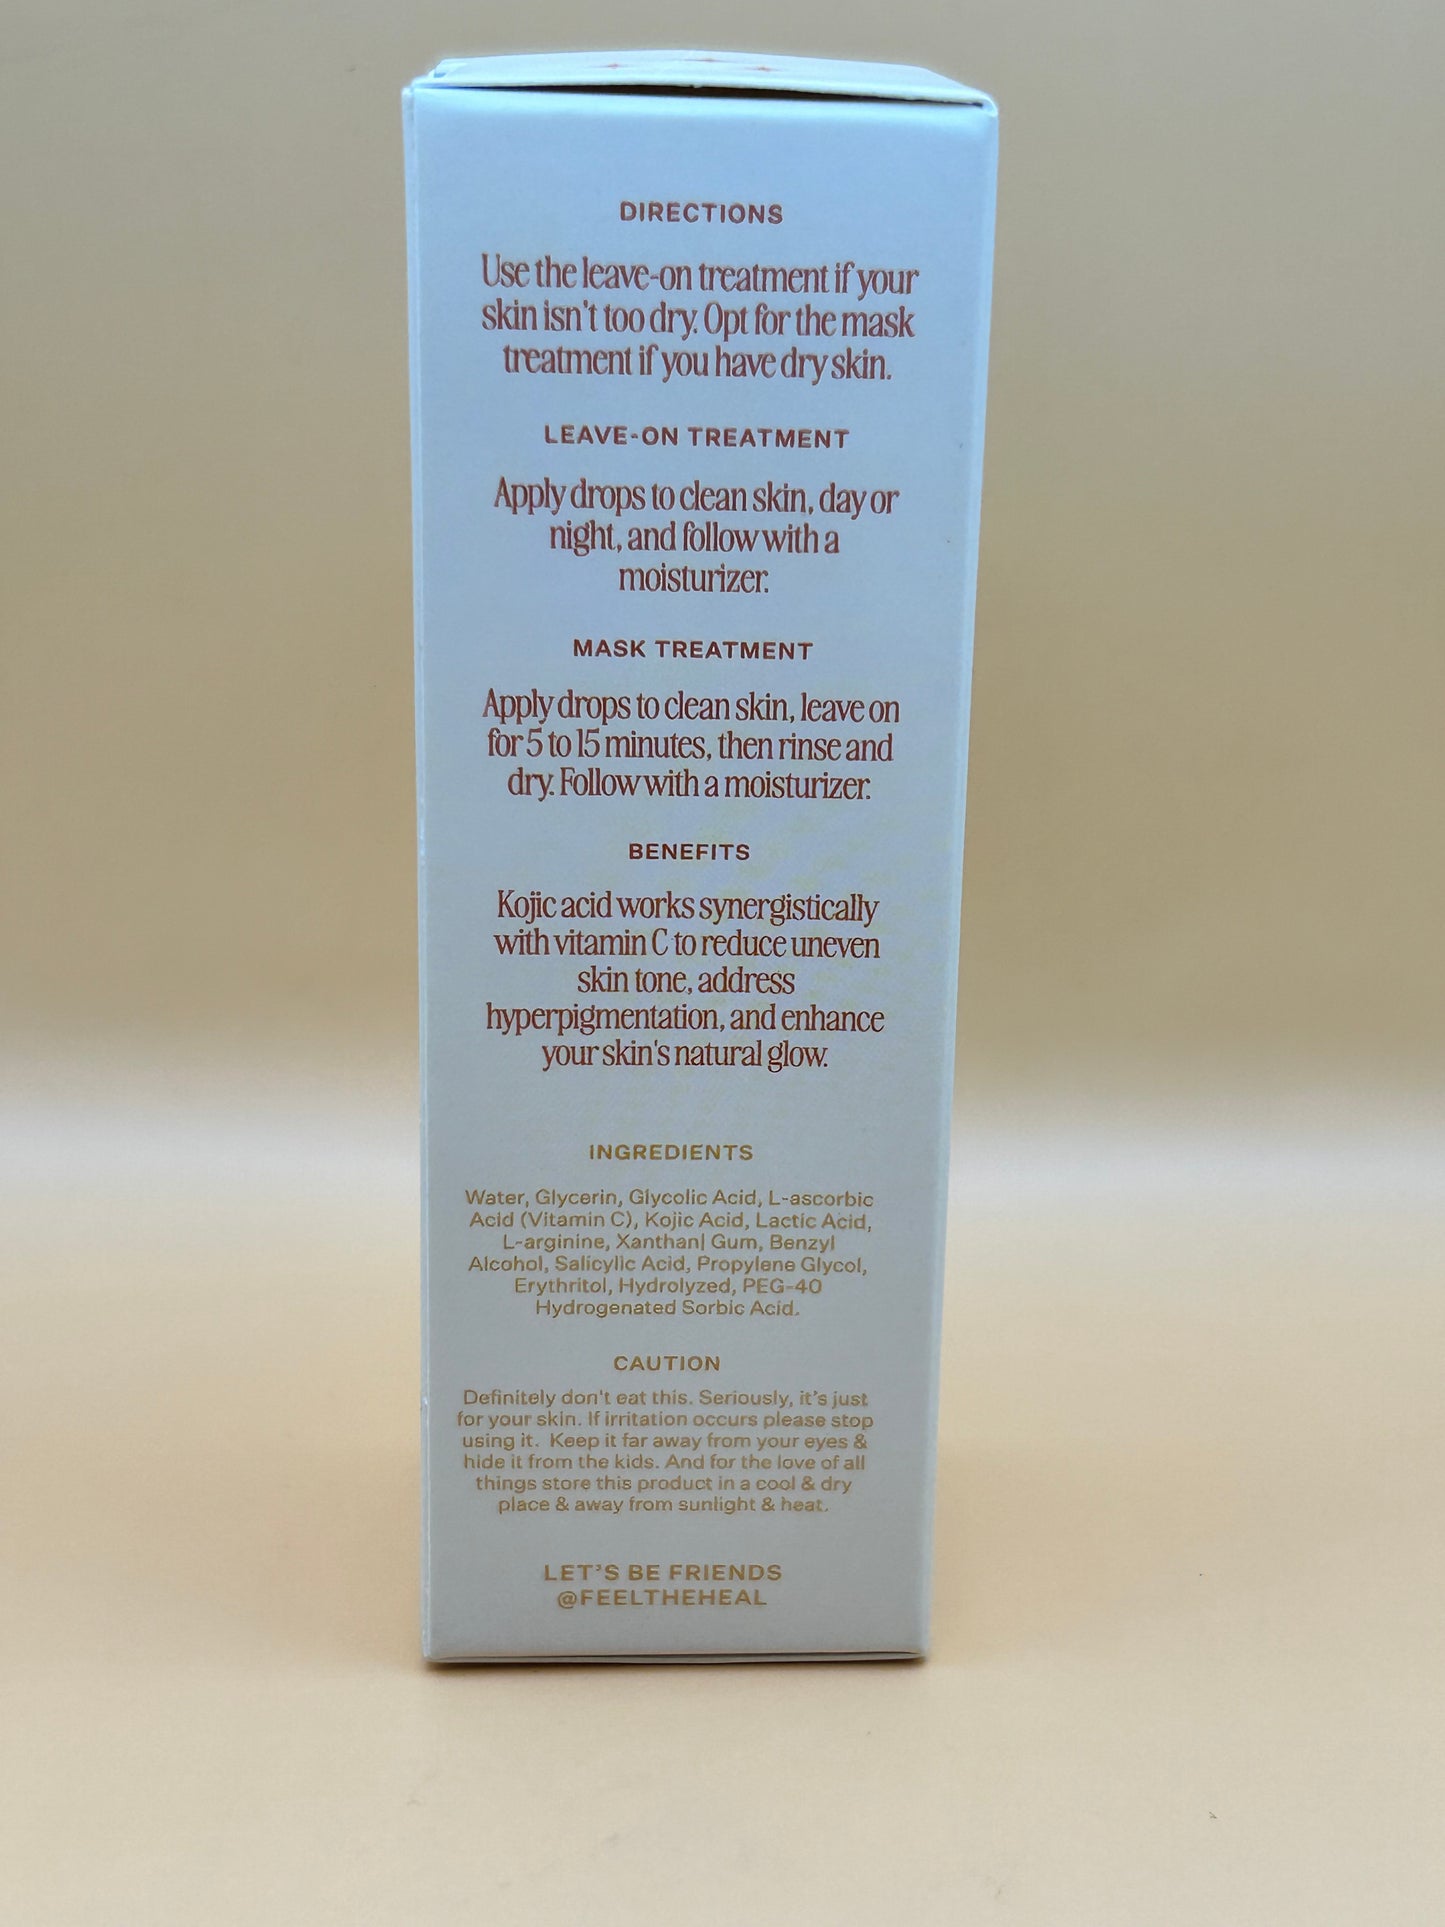 DIRECTIONS
Use the leave-on treatment if your
skin isn't too dry. Opt for the mask
treatment if you have dry skin.
LEAVE-ON TREATMENT
Apply drops to clean skin, day or
night, and follow with a
moisturizer.
MASK TREATMENT
Apply drops to clean skin, leave on
for 5 to 15 minutes, then rinse and
dry. Follow with a moisturizer.
BENEFITS
Kojic acid works synergistically
with vitamin C to reduce uneven
skin tone, address
hyperpigmentation, and enhance
your skin's natural glow.
INGREDIENTS
Water, Glycerin, Glycolic Acid, L-ascorbic
Acid (Vitamin C), Kojic Acid, Lactic Acid,
L-arginine, Xanthan| Gum, Benzyl
Alcohol, Salicylic Acid, Propylene Glycol,
Erythritol, Hydrolyzed, PEG-40
Hydrogenated Sorbic Acid.
CAUTION
Definitely don't eat this. Seriously, it's just
for your skin. If irritation occurs please stop
using it. Keep it far away from your eyes &
hide it from the kids. And for the love of all
things store this product in a cool & dry
place & away from sunlight & heat.
LET'S BE FRIENDS
@FEELTHEHEAL